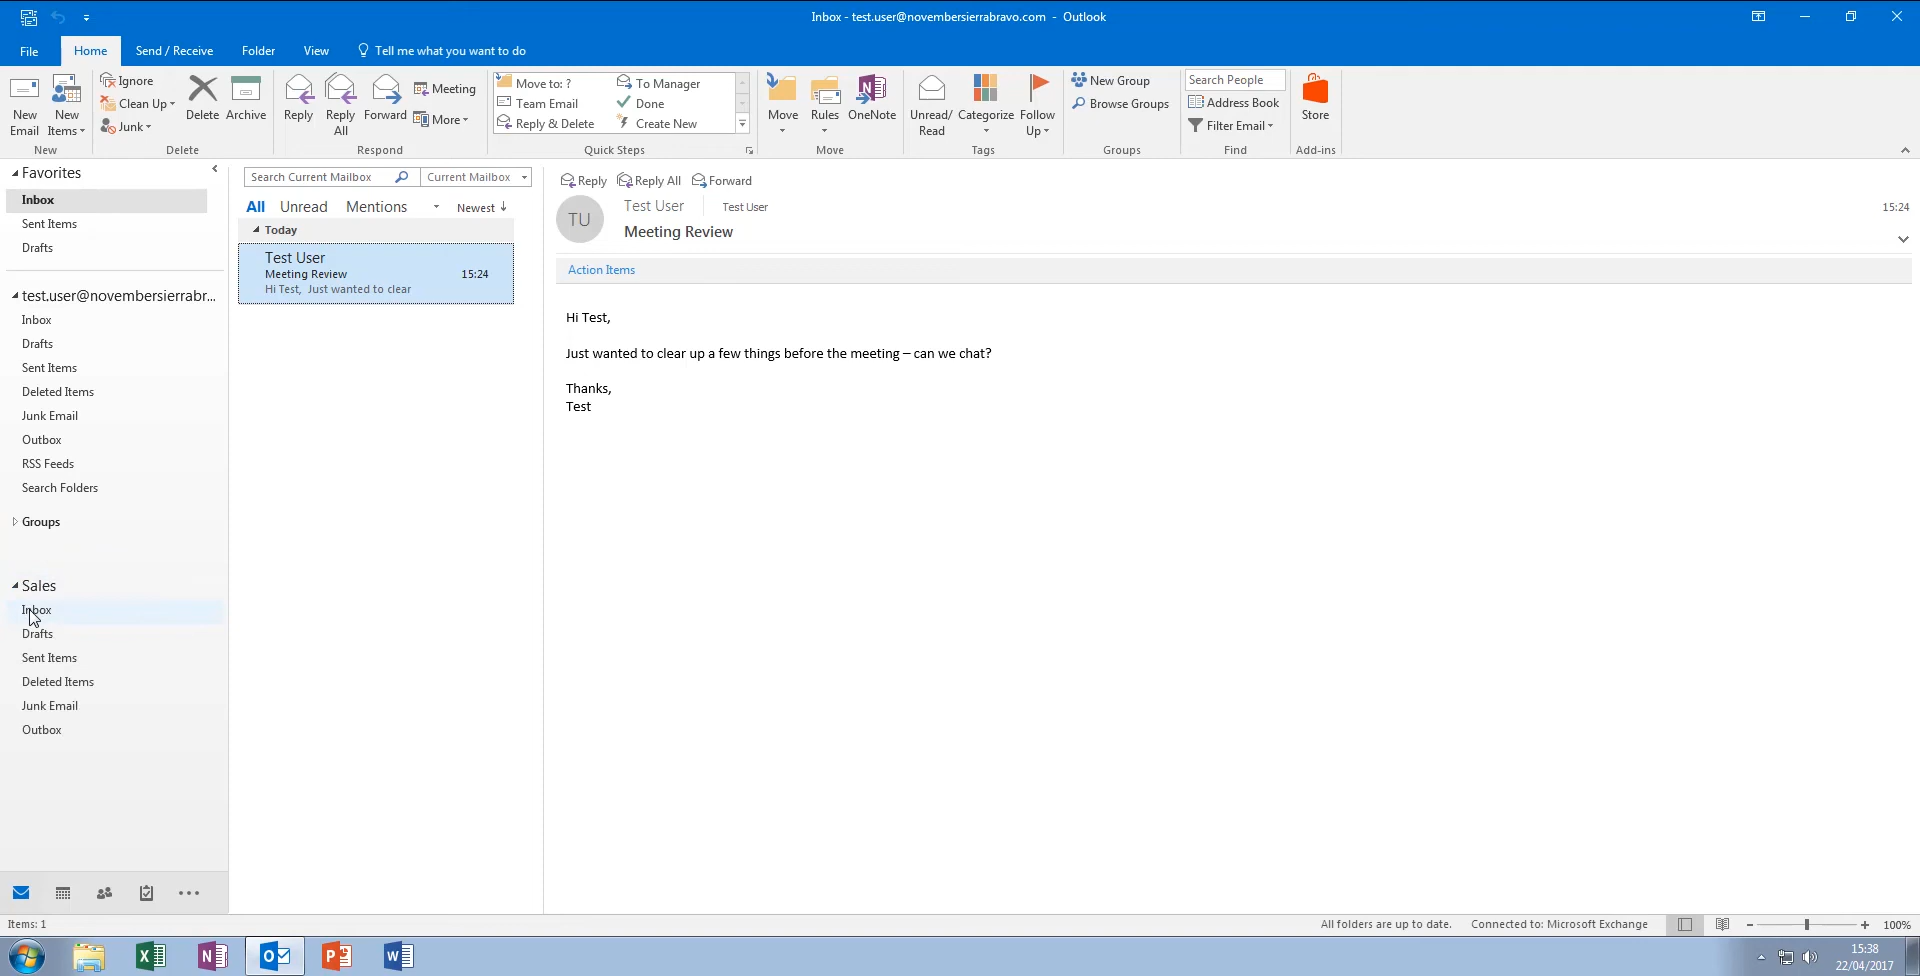 Inbox - test.user@novembersierrabravo.com - Outlook
File Home Send / Receive Folder View Tell me what you want to do
New Email
New Items
New
Ignore
Clean Up
Junk
Delete
Archive
Delete
Reply
Reply All
Forward
Meeting
More
Respond
Move to: ? To Manager
Team Email Done
Reply & Delete Create New
Quick Steps
Move
Rules
OneNote
Move
Unread/ Read
Categorize
Follow Up
Tags
New Group
Browse Groups
Groups
Search People
Address Book
Filter Email
Find
Store
Add-ins
Favorites
Inbox
Sent Items
Drafts
test.user@novembersierrabr...
Inbox
Drafts
Sent Items
Deleted Items
Junk Email
Outbox
RSS Feeds
Search Folders
Groups
Sales
Inbox
Drafts
Sent Items
Deleted Items
Junk Email
Outbox
Search Current Mailbox Current Mailbox
All Unread Mentions Newest
Today
Test User
Meeting Review 15:24
Hi Test, Just wanted to clear
Reply Reply All Forward
TU
Test User Test User 15:24
Meeting Review
Action Items
Hi Test,
Just wanted to clear up a few things before the meeting – can we chat?
Thanks,
Test
Items: 1 All folders are up to date. Connected to: Microsoft Exchange 100%
15:38
22/04/2017